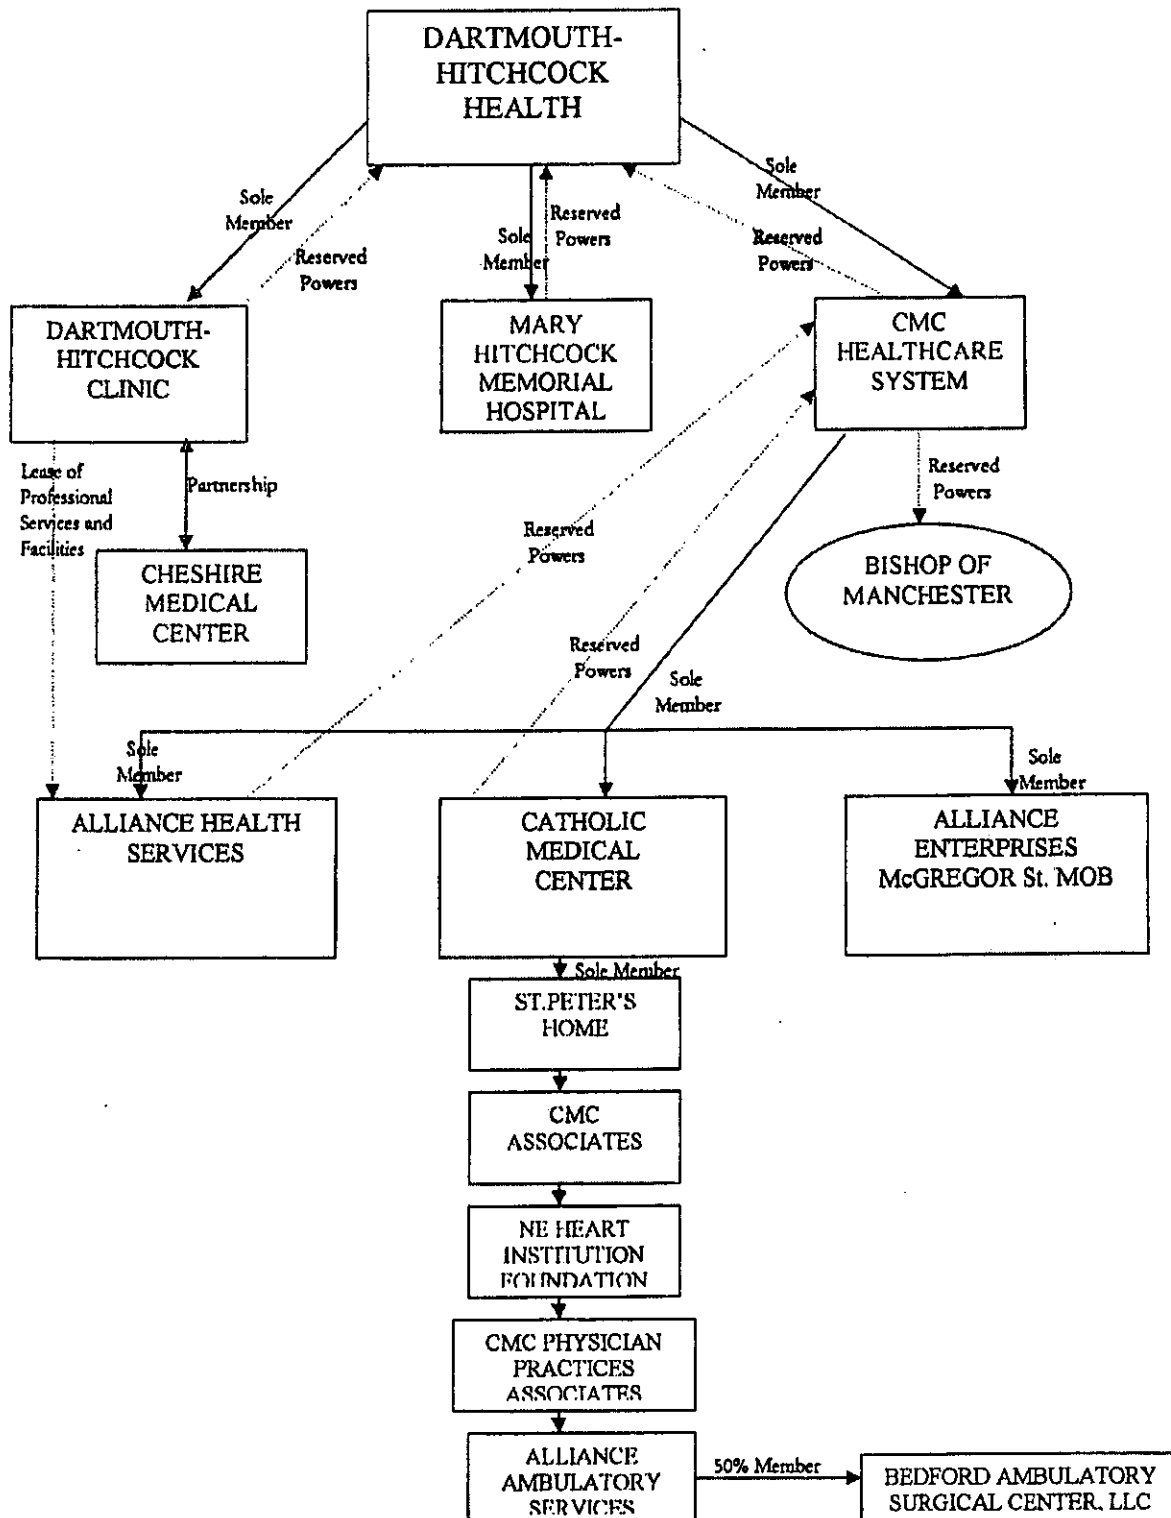 DARTMOUTH-
HITCHCOCK
HEALTH
Sole
Member
Reserved
Powers
Sole
Member
Reserved
Powers
Sole
Member
Reserved
Powers
DARTMOUTH-
HITCHCOCK
CLINIC
MARY
HITCHCOCK
MEMORIAL
HOSPITAL
CMC
HEALTHCARE
SYSTEM
Lease of
Professional
Services and
Facilities
Partnership
Reserved
Powers
CHESHIRE
MEDICAL
CENTER
BISHOP OF
MANCHESTER
Reserved
Powers
Reserved
Powers
Sole
Member
Sole
Member
Sole
Member
ALLIANCE HEALTH
SERVICES
CATHOLIC
MEDICAL
CENTER
ALLIANCE
ENTERPRISES
McGREGOR St. MOB
Sole Member
ST.PETER'S
HOME
CMC
ASSOCIATES
NE HEART
INSTITUTION
FOUNDATION
CMC PHYSICIAN
PRACTICES
ASSOCIATES
ALLIANCE
AMBULATORY
SERVICES
50% Member
BEDFORD AMBULATORY
SURGICAL CENTER, LLC